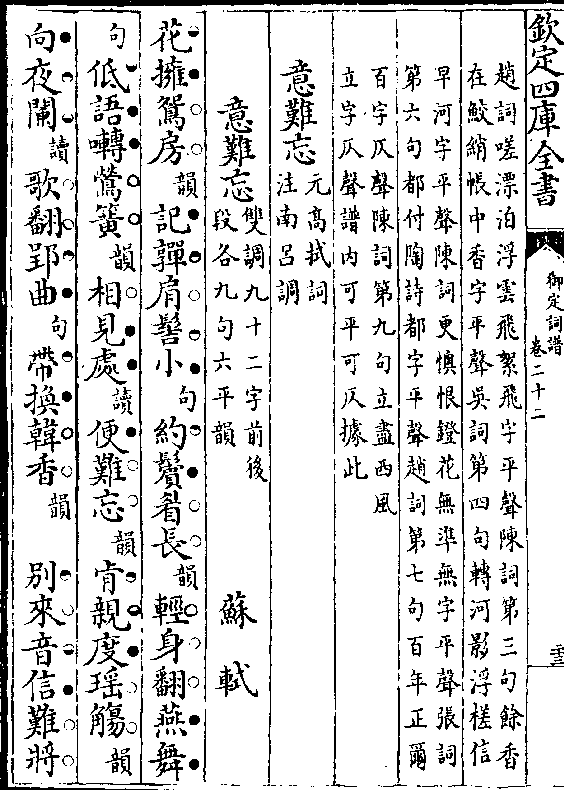 欽定四庫全書
御定詞譜
卷二十二
二十三
趙詞嗟漂泊浮雲飛絮飛字平聲陳詞第三句餘香
在鮫綃帳中香字平聲吳詞第四句轉河影浮槎信
早河字平聲陳詞更懊恨鐙花無準無字平聲張詞
第六句都付陶詩都字平聲趙詞第七句百年正爾
百字仄聲陳詞第九句立盡西風
立字仄聲譜內可平可仄據此
意難忘
元高拭詞
注南呂調
意難忘
雙調九十二字前後
段各九句六平韻
蘇軾
花擁鴛房韻記鞾肩髻小句約鬢眉長韻輕身翻燕舞
句低語囀鶯簧韻相見處讀便難忘韻肯親度瑶觴韻
向夜闌讀歌翻郢曲句帶換韓香韻別來音信難將